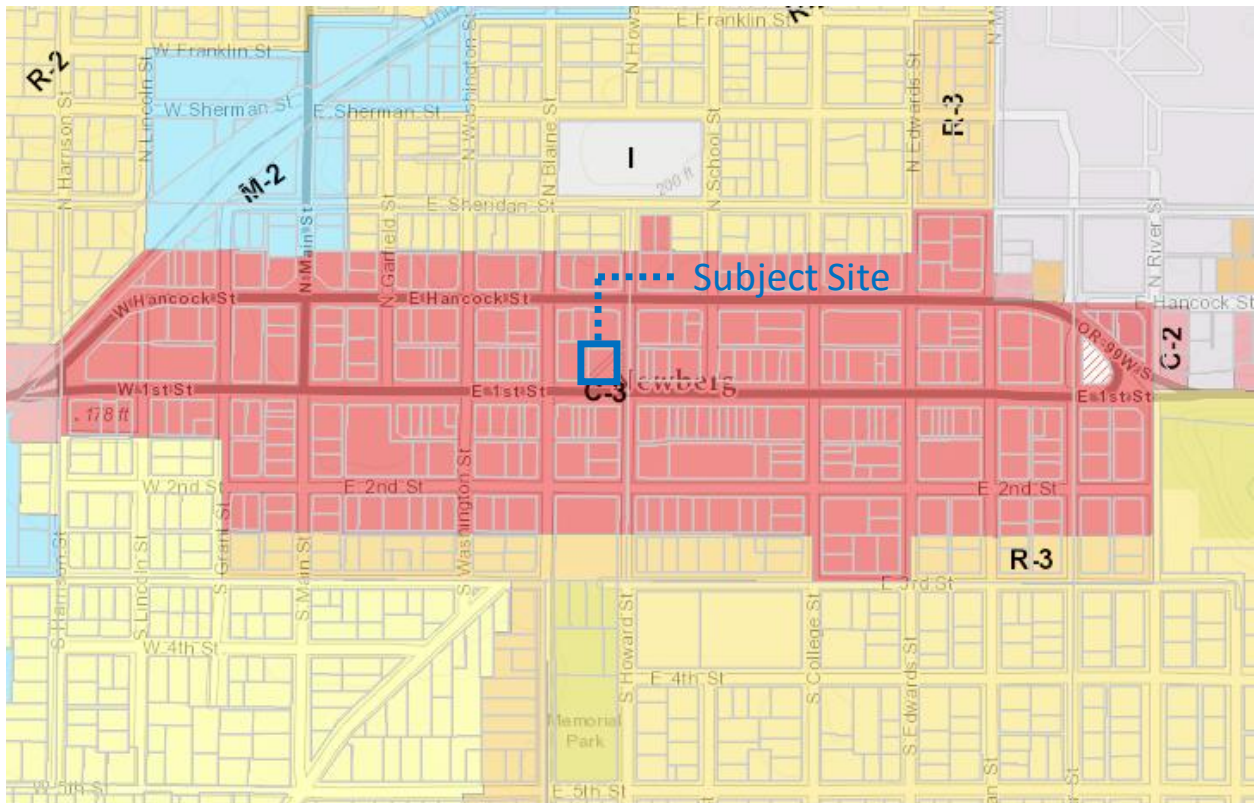 E Franklin St
W Franklin St
R-2
W Sherman St
E Sherman St
N Harrison St
N Lincoln St
N Washington St
N Blaine St
N School St
N Edwards St
R-3
I
200 ft
M-2
N Main St
N Garfield St
E Sheridan St
N River St
Subject Site
W Hancock St
E Hancock St
E Hancock St
OR-99W
C-2
W 1st St
E 1st St
C-3
Newberg
E 1st St
178 ft
W 2nd St
E 2nd St
E 2nd St
S Harrison St
S Lincoln St
S Grant St
S Main St
S Washington St
R-3
E 3rd St
W 4th St
S Howard St
S College St
S Edwards St
E 4th St
Memorial
Park
W 5th St
E 5th St